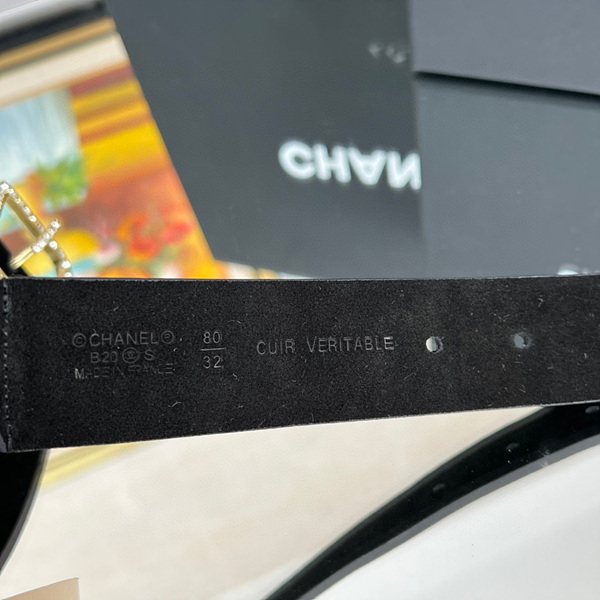 CHAN
©CHANEL®
B20 © S
MADE IN FRANCE
80
32
CUIR VERITABLE